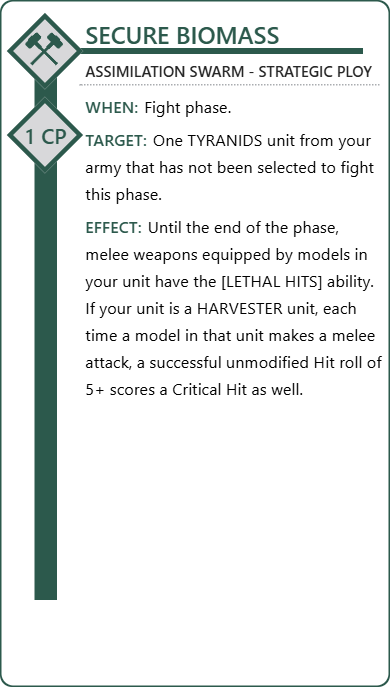 SECURE BIOMASS
ASSIMILATION SWARM - STRATEGIC PLOY
WHEN: Fight phase.
1 CP
TARGET: One TYRANIDS unit from your
army that has not been selected to fight
this phase.
EFFECT: Until the end of the phase,
melee weapons equipped by models in
your unit have the [LETHAL HITS] ability.
If your unit is a HARVESTER unit, each
time a model in that unit makes a melee
attack, a successful unmodified Hit roll of
5+ scores a Critical Hit as well.